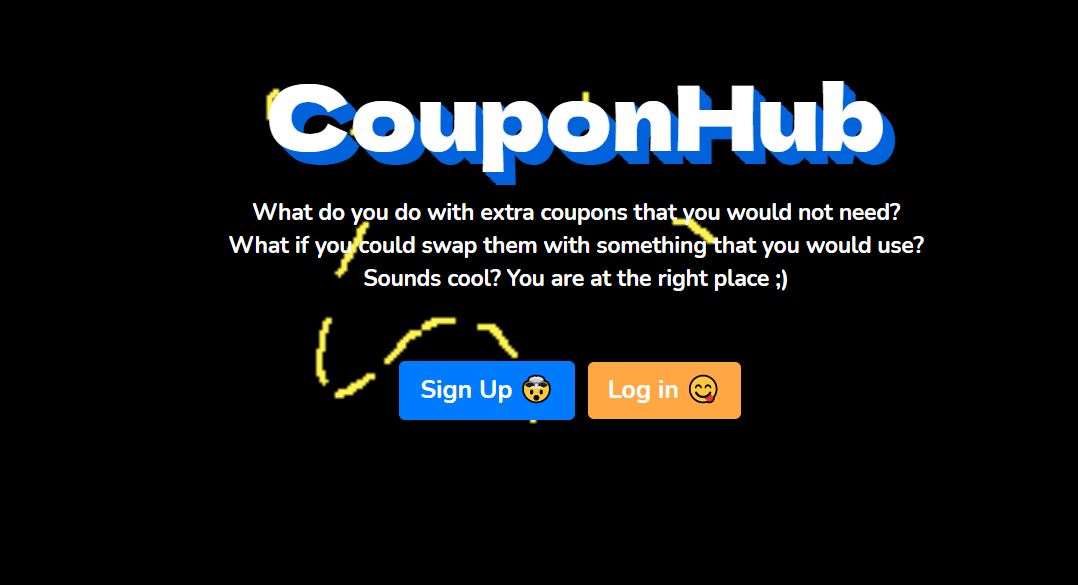 CouponHub
What do you do with extra coupons that you would not need?
What if you could swap them with something that you would use?
Sounds cool? You are at the right place ;)
Sign Up 🤯 Log in 😋